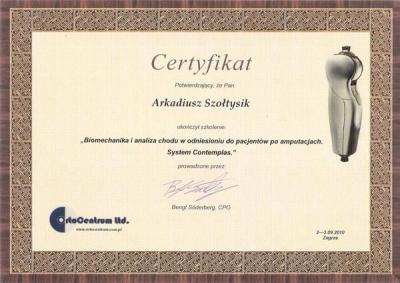 Certyfikat
Potwierdzający, że Pan:
Arkadiusz Szołtysik
ukończył szkolenie:
„Biomechanika i analiza chodu w odniesieniu do pacjentów po amputacjach.
System Contemplas."
prowadzone przez:
Bengt Söderberg, CPO
OrtoCentrum Ltd.
www.ortocentrum.com.pl
2—3.09.2010
Zegrze